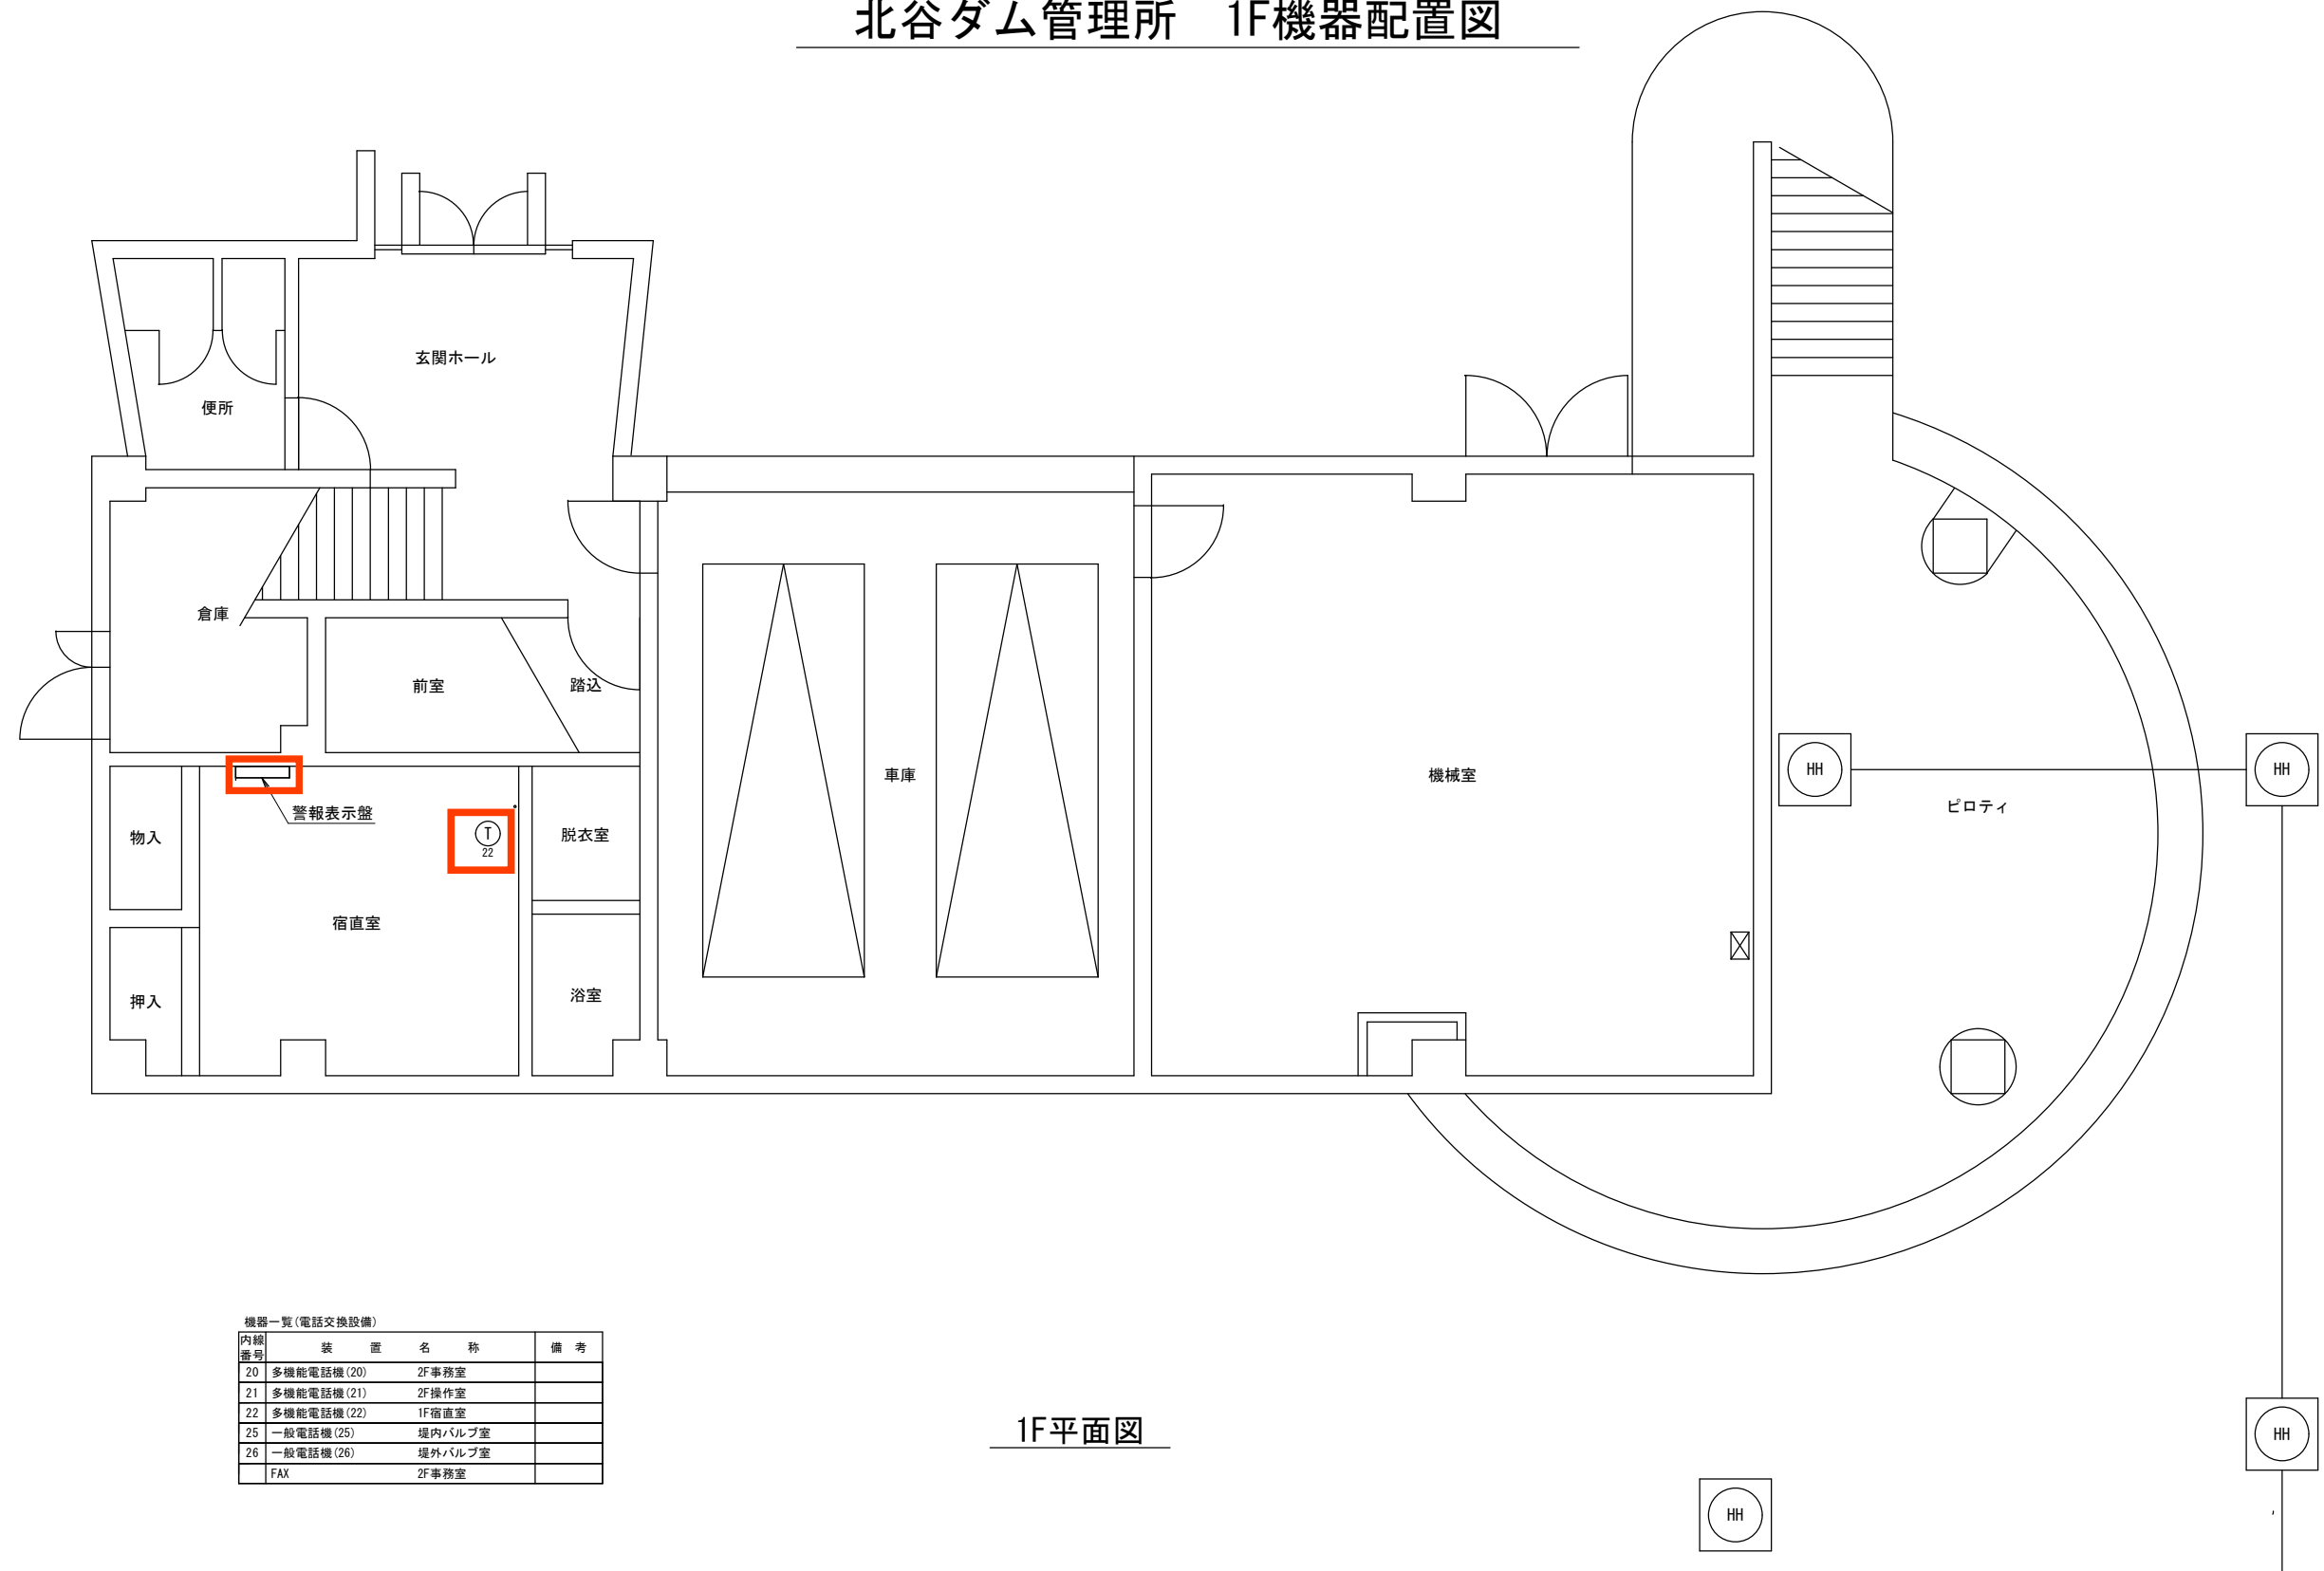 北谷ダム管理所　1F機器配置図
玄関ホール
便所
倉庫
前室
踏込
車庫
機械室
HH
HH
ピロティ
警報表示盤
T
22
物入
脱衣室
宿直室
押入
浴室
機器一覧(電話交換設備)
内線番号 装置名称 備考
20 多機能電話機(20) 2F事務室
21 多機能電話機(21) 2F操作室
22 多機能電話機(22) 1F宿直室
25 一般電話機(25) 堤内バルブ室
26 一般電話機(26) 堤外バルブ室
FAX 2F事務室
1F平面図
HH
HH